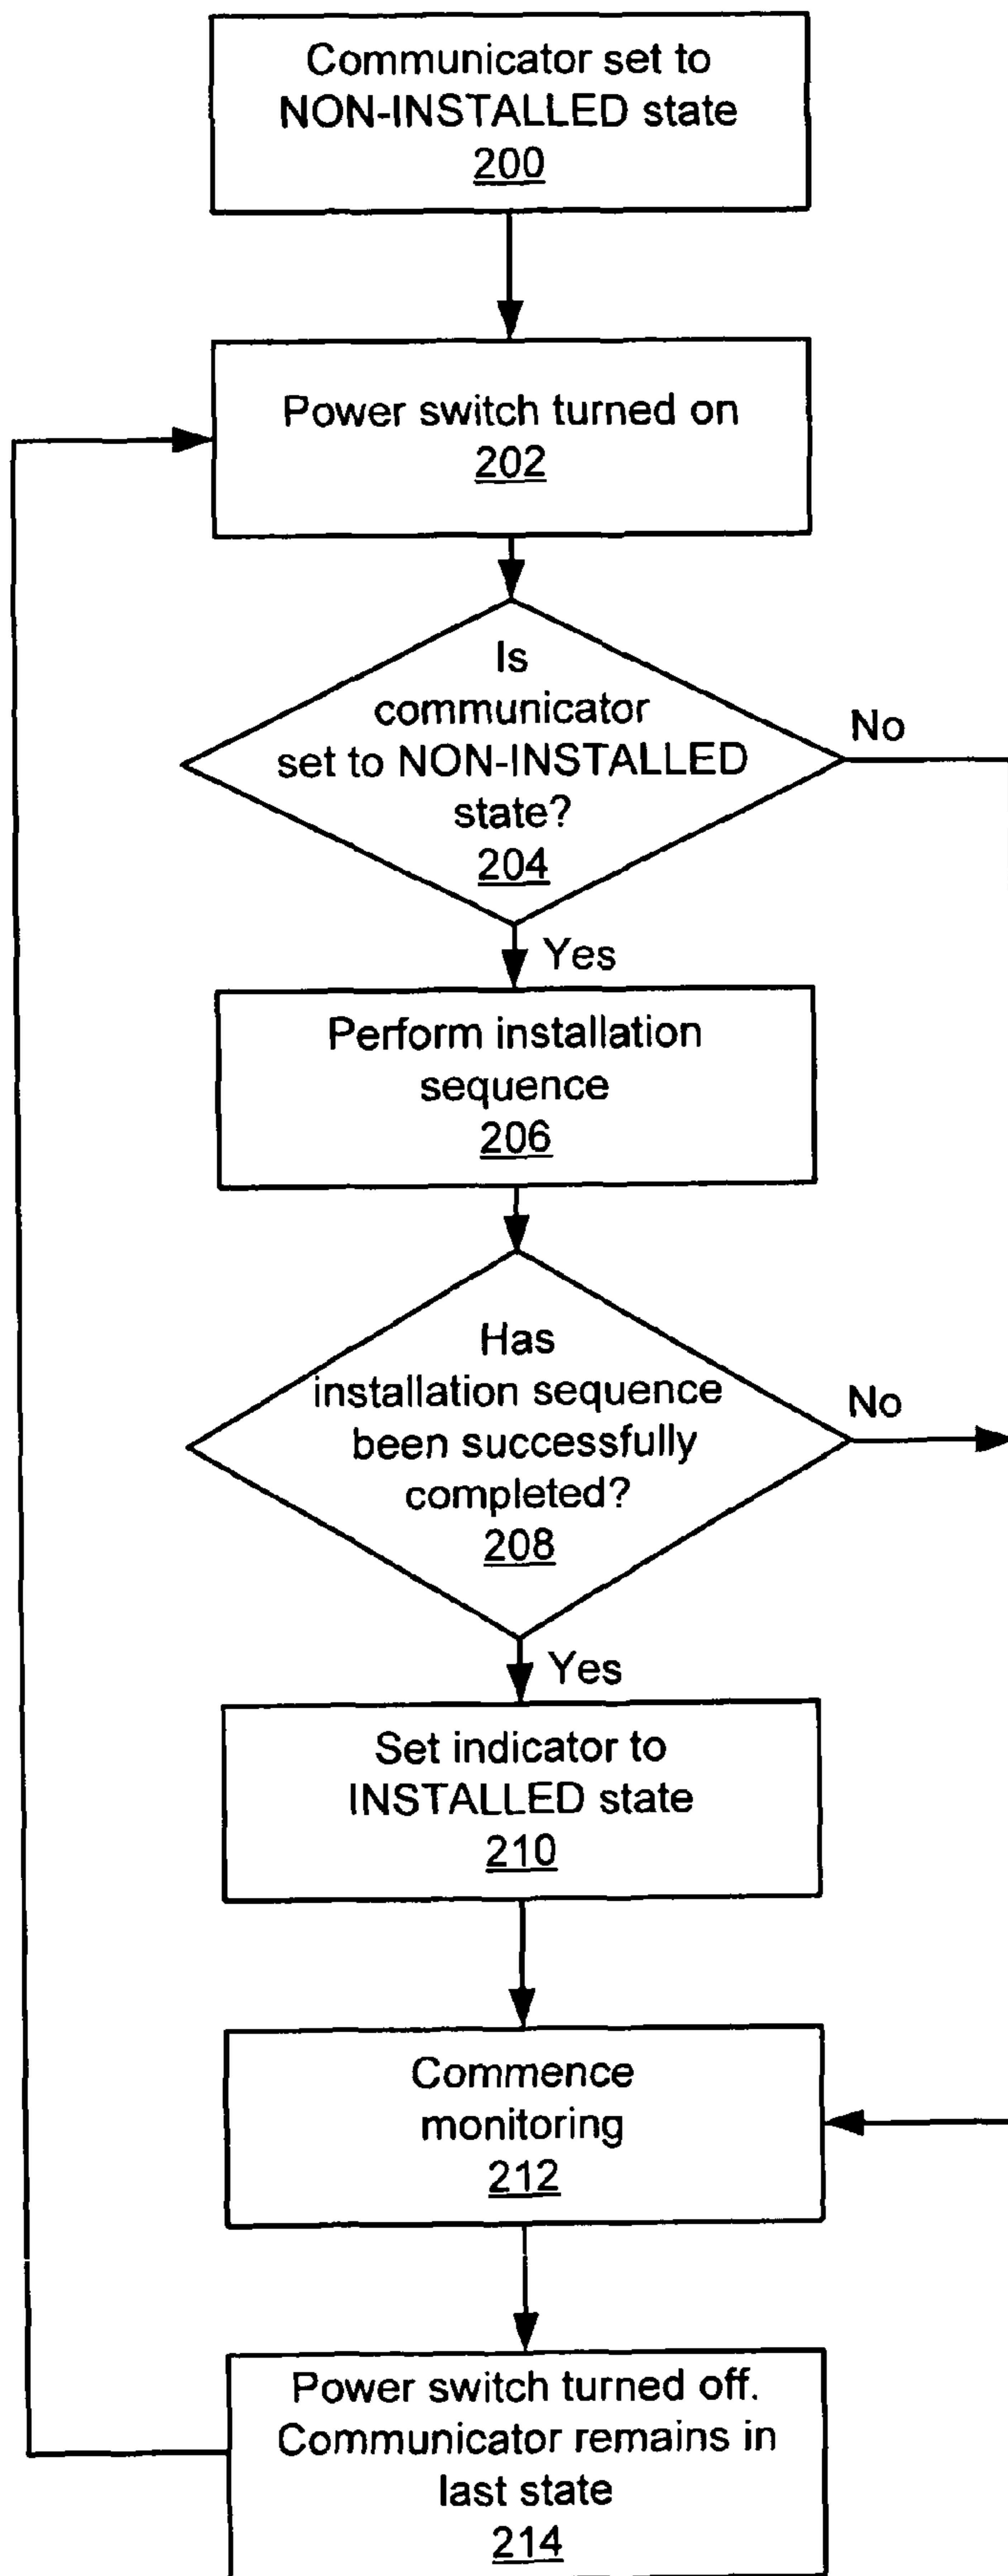 Communicator set to
NON-INSTALLED state
200
Power switch turned on
202
Is
communicator
set to NON-INSTALLED
state?
204
No
Yes
Perform installation
sequence
206
Has
installation sequence
been successfully
completed?
208
No
Yes
Set indicator to
INSTALLED state
210
Commence
monitoring
212
Power switch turned off.
Communicator remains in
last state
214